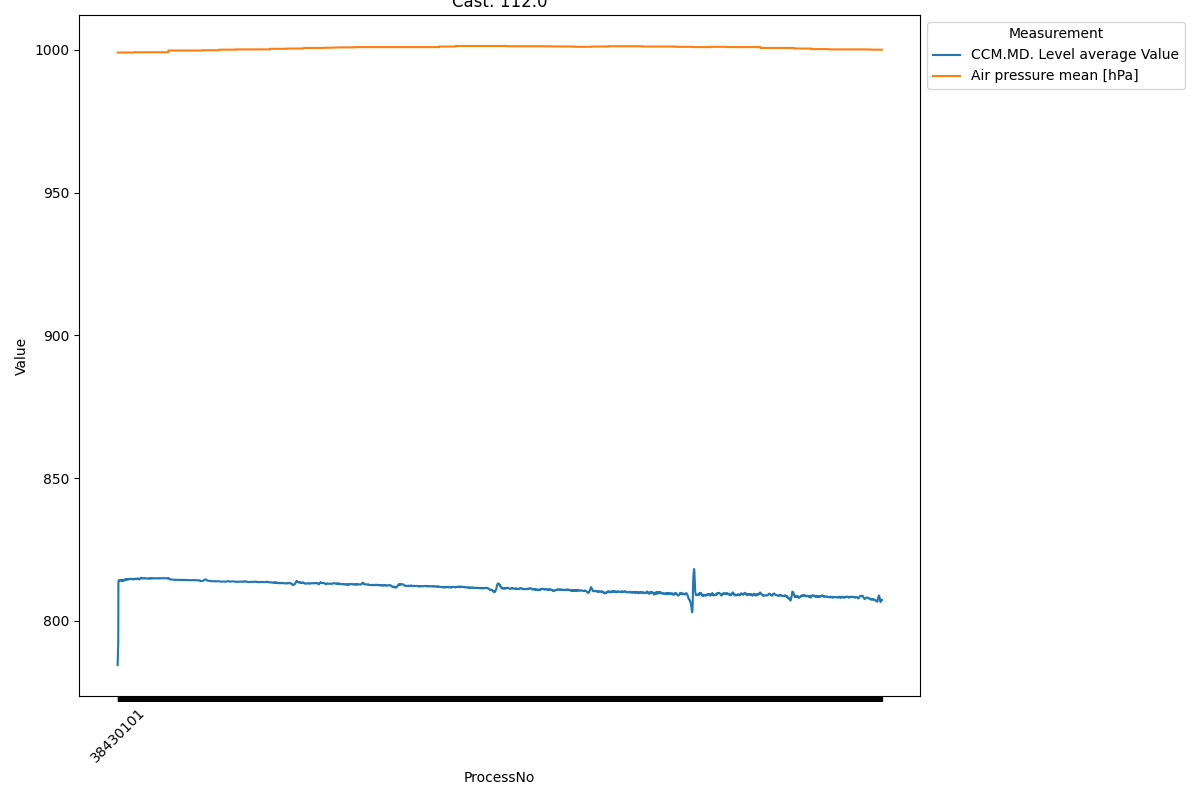 Cast: 112.0
Measurement
CCM.MD. Level average Value
Air pressure mean [hPa]
1000
950
900
850
800
Value
38430101
ProcessNo